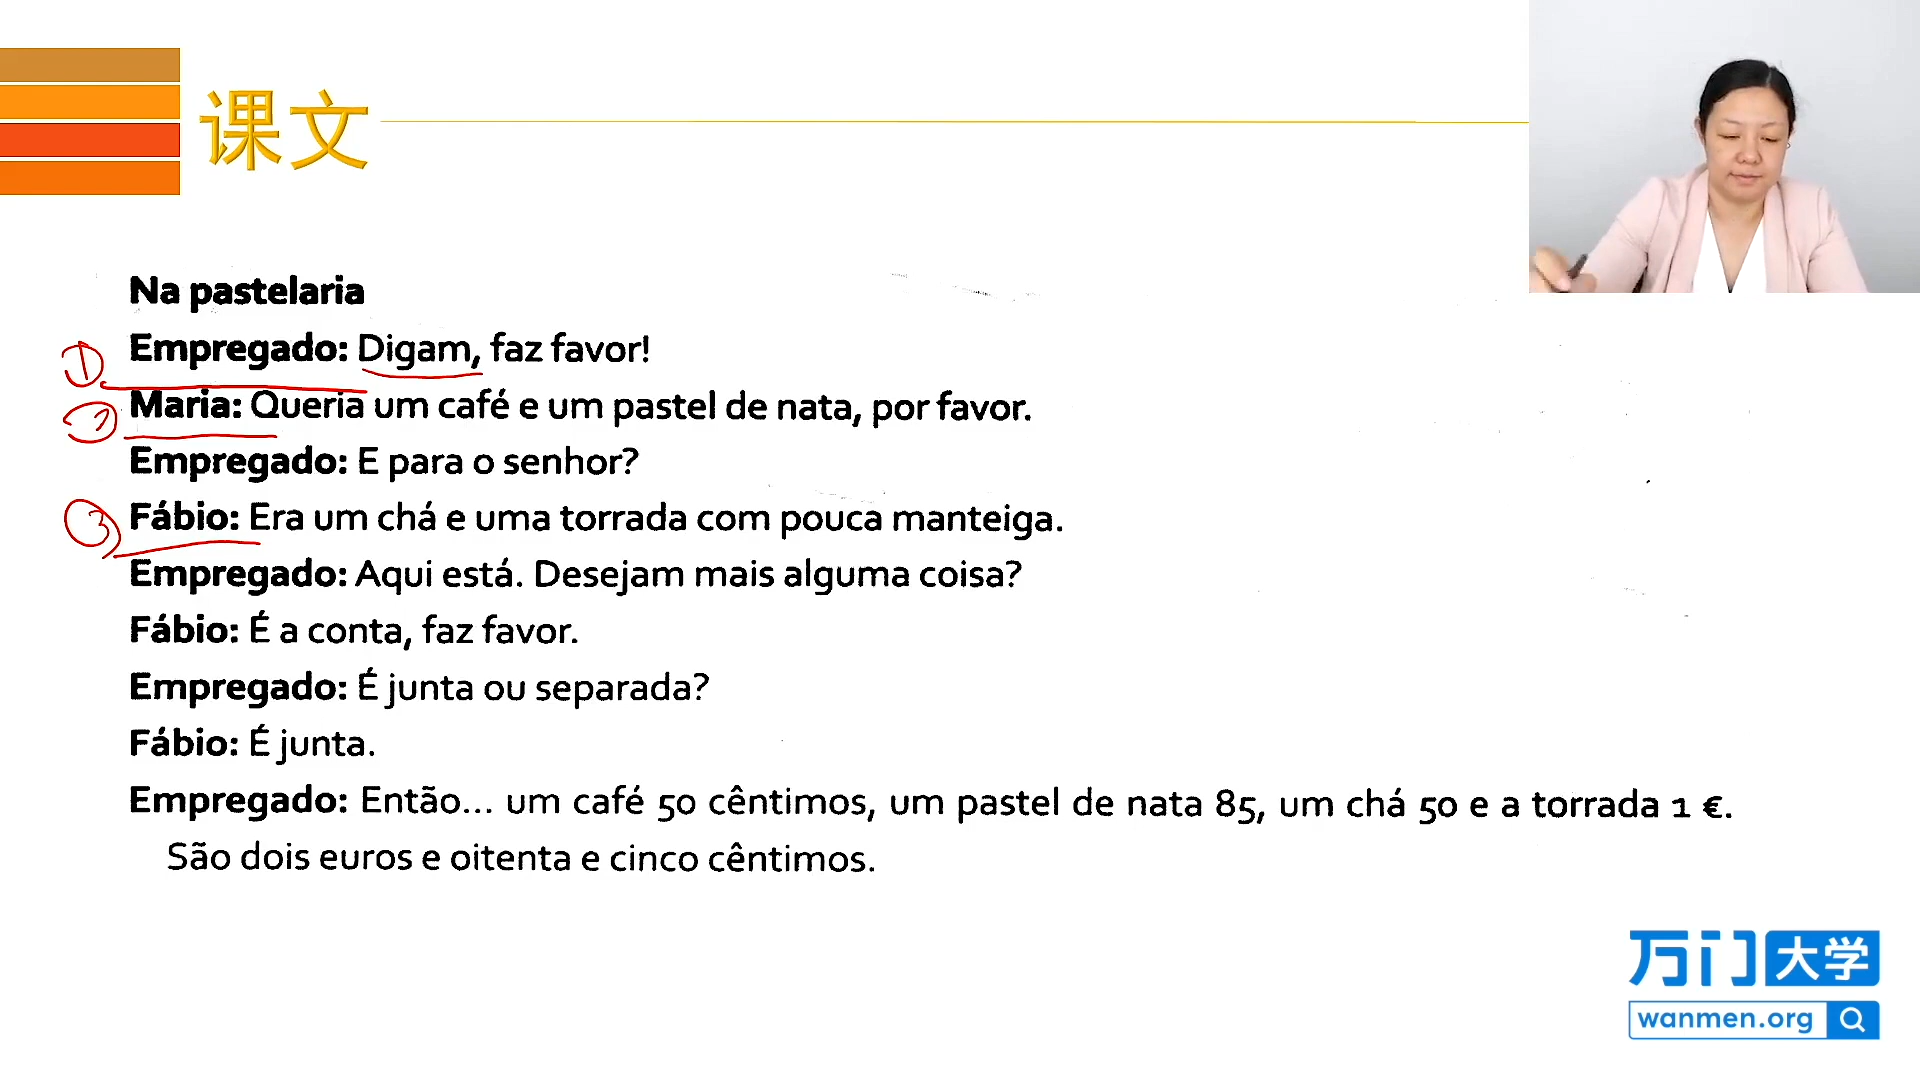 课文
Na pastelaria
① Empregado: Digam, faz favor!
Maria: Queria um café e um pastel de nata, por favor.
Empregado: E para o senhor?
③ Fábio: Era um chá e uma torrada com pouca manteiga.
Empregado: Aqui está. Desejam mais alguma coisa?
Fábio: É a conta, faz favor.
Empregado: É junta ou separada?
Fábio: É junta.
Empregado: Então... um café 50 cêntimos, um pastel de nata 85, um chá 50 e a torrada 1 €.
São dois euros e oitenta e cinco cêntimos.
万门大学
wanmen.org